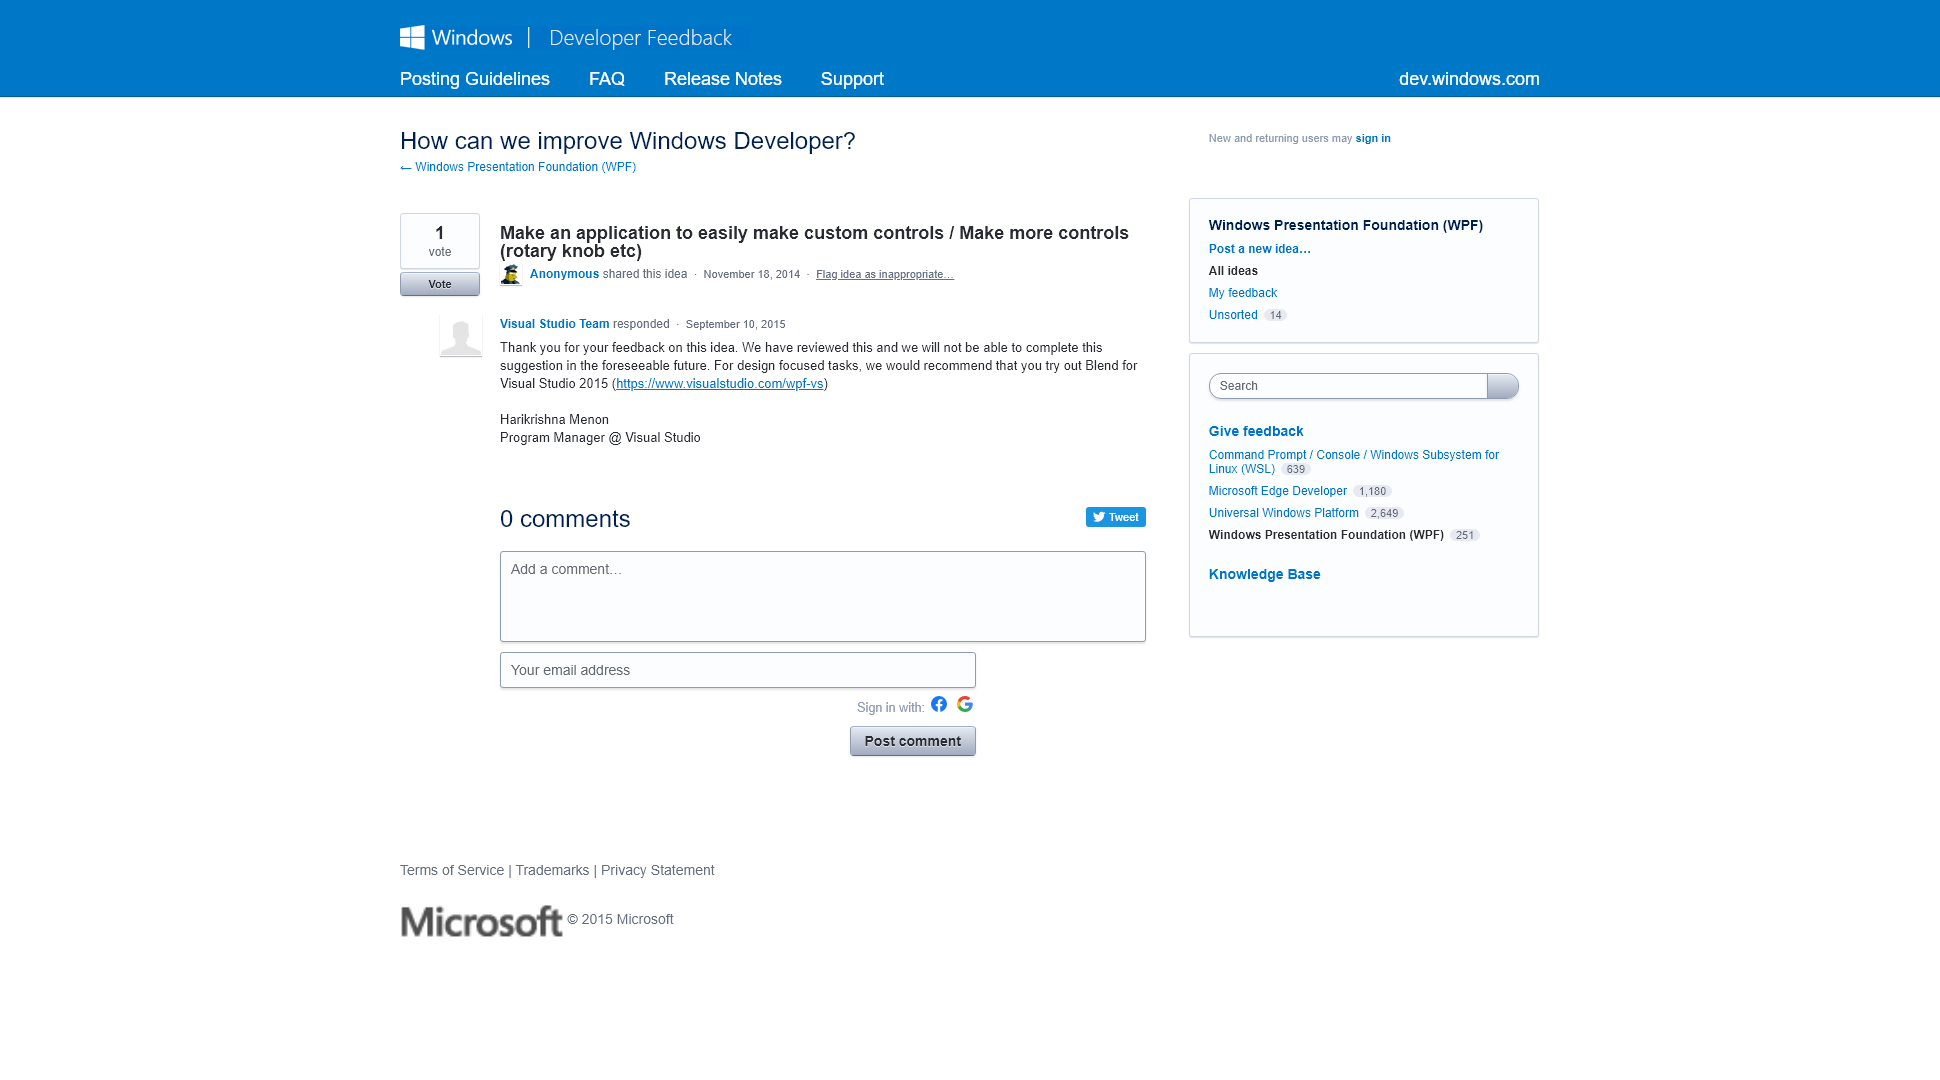 Windows | Developer Feedback
Posting Guidelines FAQ Release Notes Support dev.windows.com
How can we improve Windows Developer?
← Windows Presentation Foundation (WPF)
New and returning users may sign in
1
vote
Vote
Make an application to easily make custom controls / Make more controls
(rotary knob etc)
Anonymous shared this idea · November 18, 2014 · Flag idea as inappropriate…
Visual Studio Team responded · September 10, 2015
Thank you for your feedback on this idea. We have reviewed this and we will not be able to complete this
suggestion in the foreseeable future. For design focused tasks, we would recommend that you try out Blend for
Visual Studio 2015 (https://www.visualstudio.com/wpf-vs)
Harikrishna Menon
Program Manager @ Visual Studio
0 comments
Tweet
Add a comment…
Your email address
Sign in with:
Post comment
Windows Presentation Foundation (WPF)
Post a new idea…
All ideas
My feedback
Unsorted 14
Search
Give feedback
Command Prompt / Console / Windows Subsystem for
Linux (WSL) 639
Microsoft Edge Developer 1,180
Universal Windows Platform 2,649
Windows Presentation Foundation (WPF) 251
Knowledge Base
Terms of Service | Trademarks | Privacy Statement
Microsoft © 2015 Microsoft